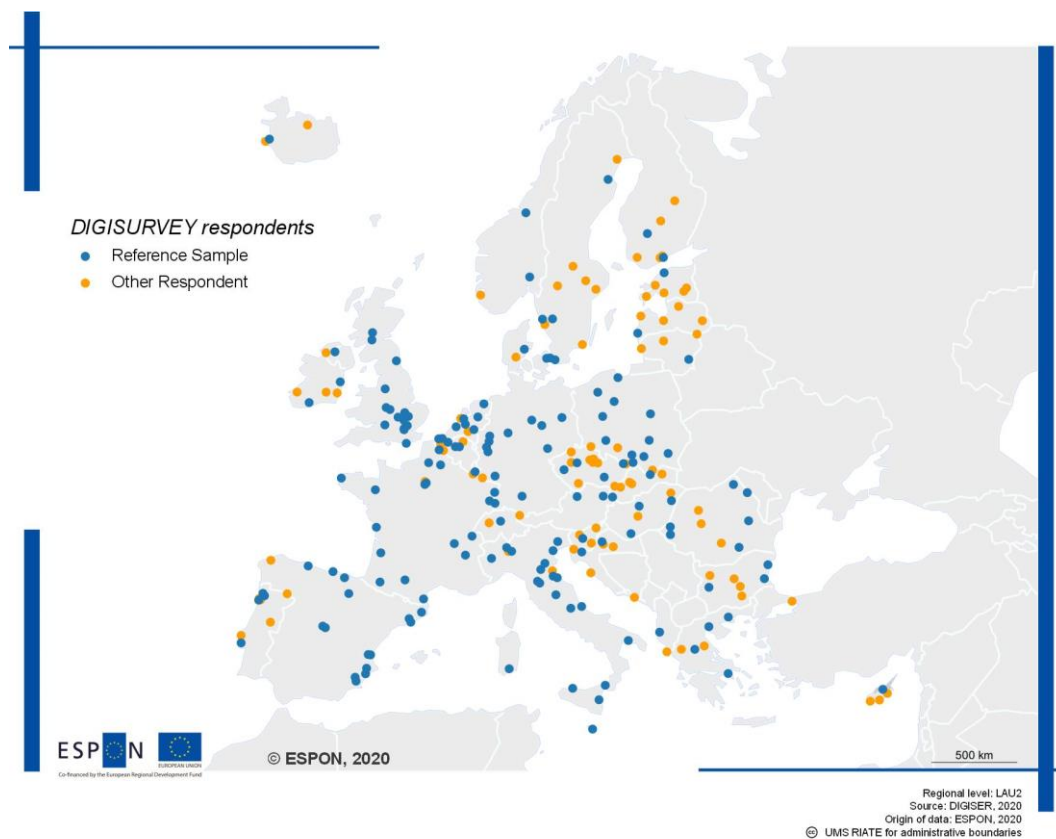 DIGISURVEY respondents
Reference Sample
Other Respondent
ESPON
EUROPEAN UNION
Co-financed by the European Regional Development Fund
© ESPON, 2020
500 km
Regional level: LAU2
Source: DIGISER, 2020
Origin of data: ESPON, 2020
cc UMS RIATE for administrative boundaries